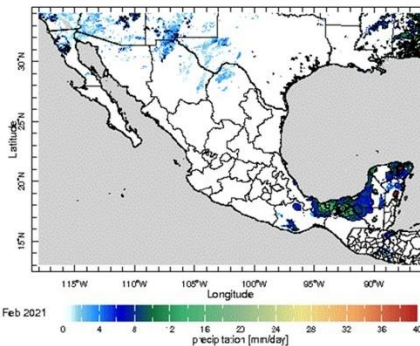 30°N
25°N
20°N
15°N
Latitude
115°W 110°W 105°W 100°W 95°W 90°W
Longitude
Feb 2021
0 4 8 12 16 20 24 28 32 36 40
precipitation [mm/day]